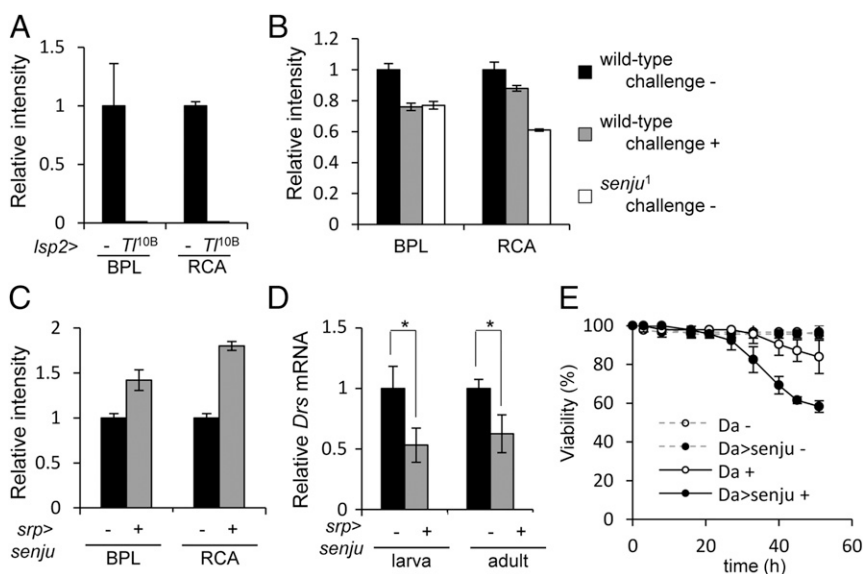 A
Relative intensity
1.5
1
0.5
0
lsp2> - Tl10B - Tl10B
BPL RCA
B
Relative intensity
1.2
1
0.8
0.6
0.4
0.2
0
BPL RCA
wild-type
challenge -
wild-type
challenge +
senju1
challenge -
C
Relative intensity
2
1.5
1
0.5
0
srp> - + - +
senju BPL RCA
D
Relative Drs mRNA
1.5
1
0.5
0
* *
srp> - + - +
senju larva adult
E
Viability (%)
100
80
60
40
20
0
Da -
Da>senju -
Da +
Da>senju +
0 20 40 60
time (h)